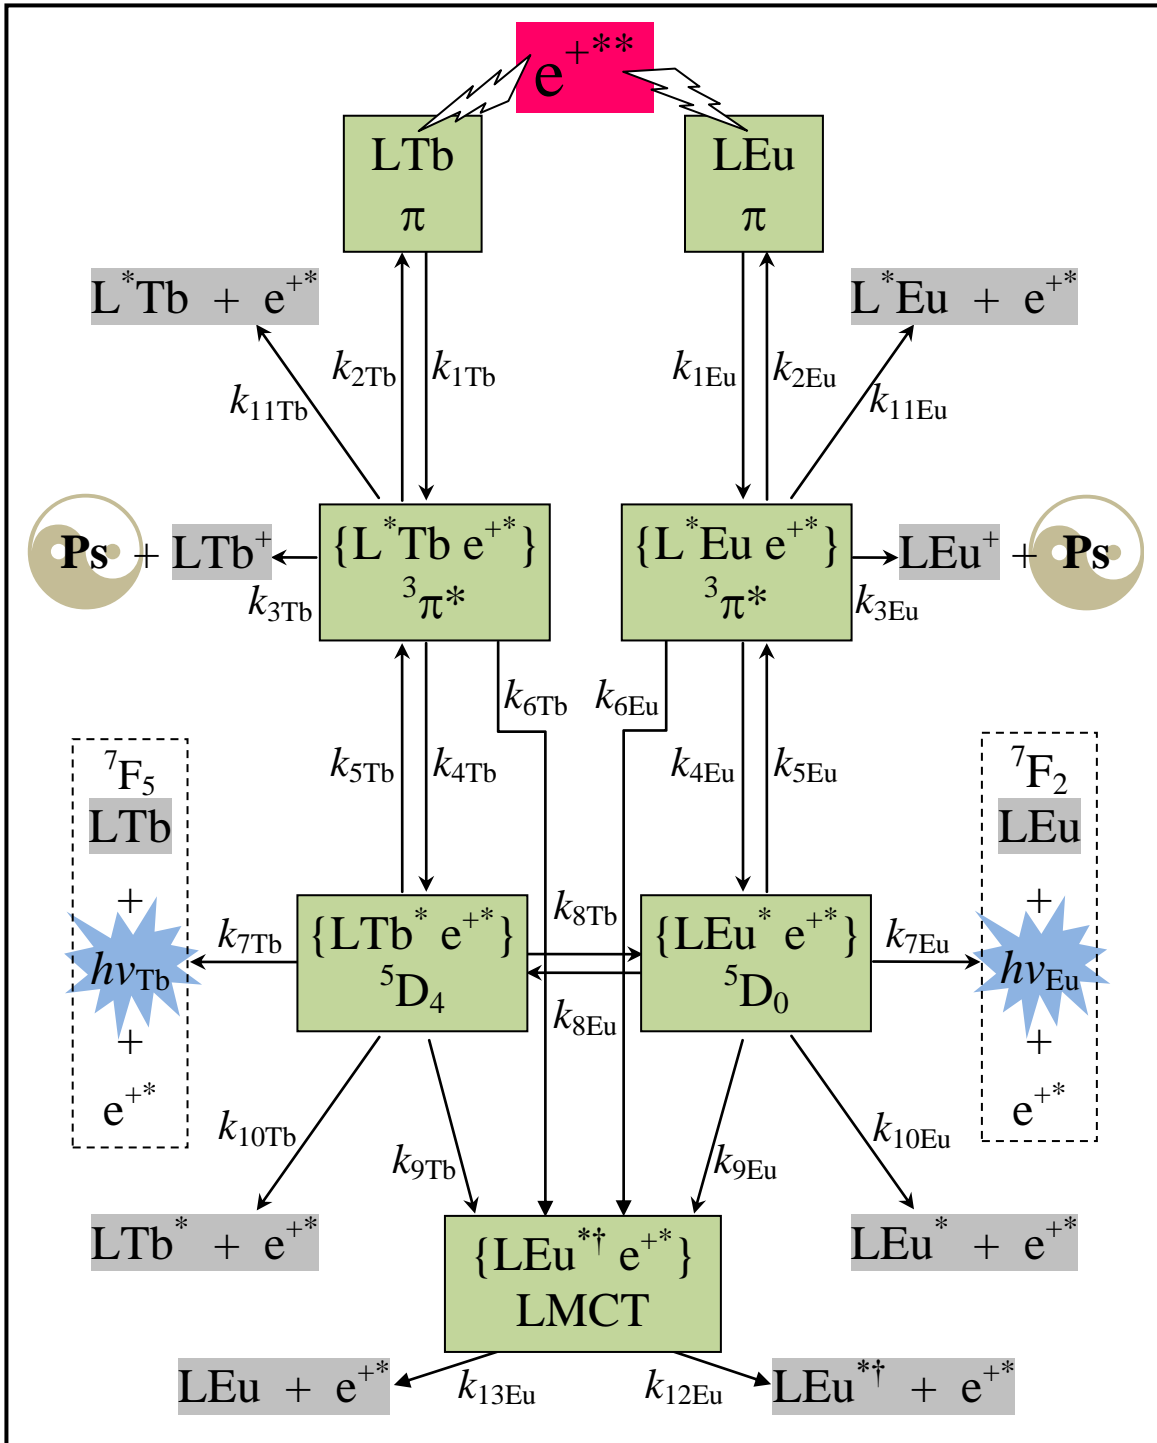 e⁺**
LTb
π
LEu
π
L*Tb + e⁺*
L*Eu + e⁺*
k₂Tb
k₁Tb
k₁Eu
k₂Eu
k₁₁Tb
k₁₁Eu
Ps + LTb⁺
{L*Tb e⁺*}
³π*
{L*Eu e⁺*}
³π*
LEu⁺ + Ps
k₃Tb
k₃Eu
k₆Tb
k₆Eu
k₅Tb
k₄Tb
k₄Eu
k₅Eu
⁷F₅
LTb
+
hνTb
+
e⁺*
⁷F₂
LEu
+
hνEu
+
e⁺*
k₇Tb
{LTb* e⁺*}
⁵D₄
k₈Tb
k₈Eu
{LEu* e⁺*}
⁵D₀
k₇Eu
k₁₀Tb
k₉Tb
k₉Eu
k₁₀Eu
LTb* + e⁺*
{LEu*† e⁺*}
LMCT
LEu* + e⁺*
LEu + e⁺*
k₁₃Eu
k₁₂Eu
LEu*† + e⁺*